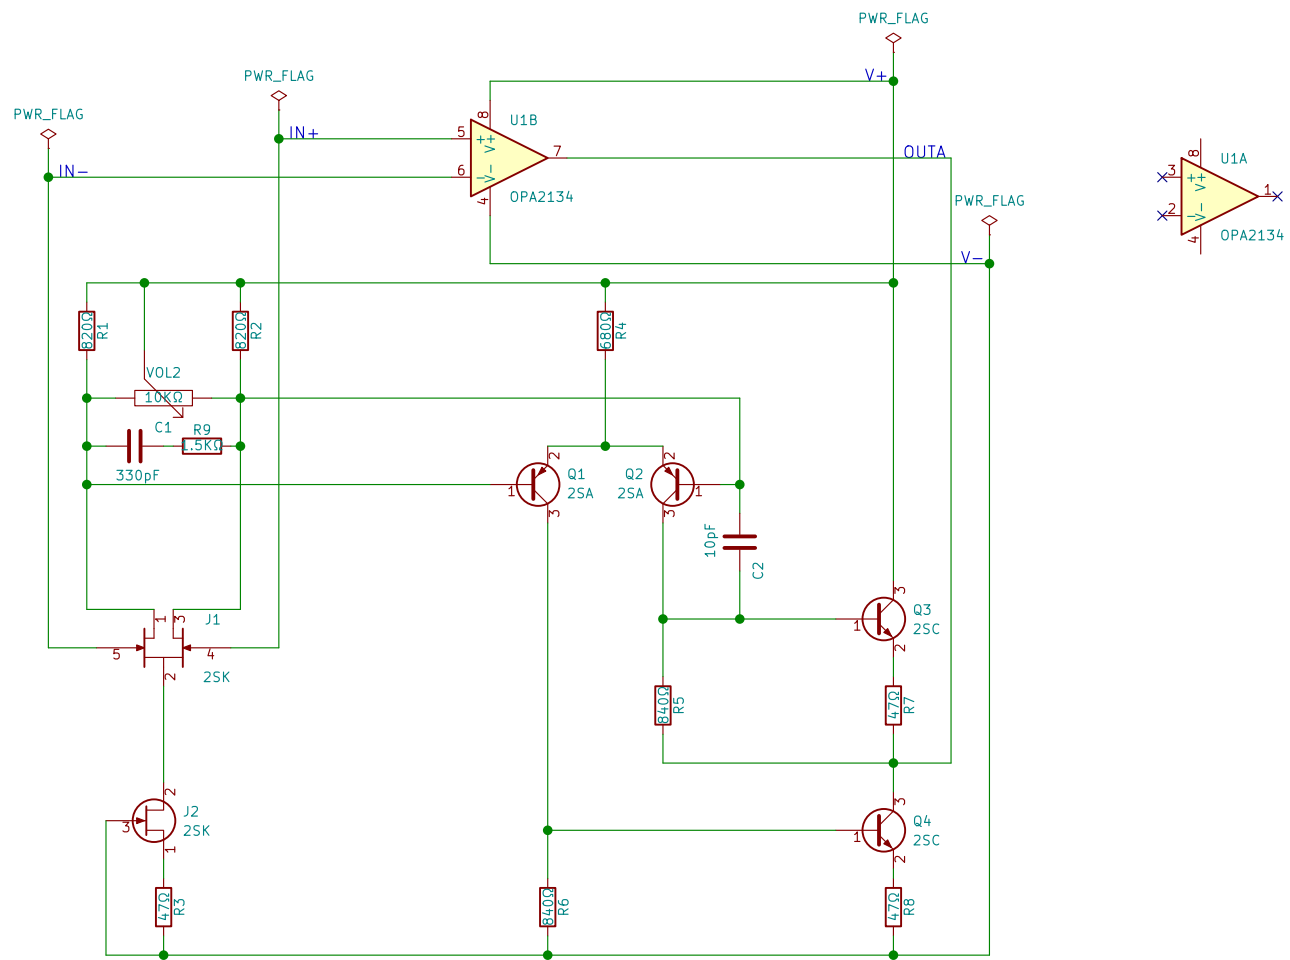 PWR_FLAG
PWR_FLAG
PWR_FLAG
V+
8
U1B
IN+
5
+
V+
7
OUTA
IN-
6
-
V-
4
OPA2134
8
U1A
3
+
V+
1
2
-
V-
4
OPA2134
PWR_FLAG
V-
820Ω
R1
820Ω
R2
680Ω
R4
VOL2
10KΩ
C1
R9
1.5KΩ
330pF
2
Q1
1
2SA
3
2
Q2
1
2SA
3
10pF
C2
3
Q3
1
2SC
2
1
3
J1
5
4
2SK
2
840Ω
R5
47Ω
R7
2
J2
3
2SK
1
3
Q4
1
2SC
2
47Ω
R3
840Ω
R6
47Ω
R8